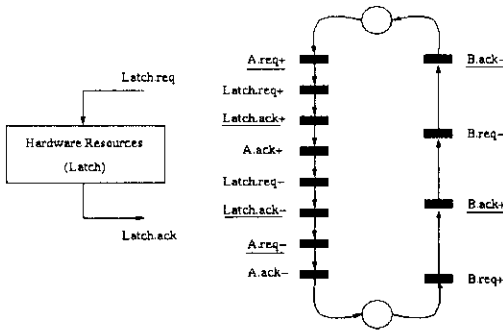 Latch.req
Hardware Resources
(Latch)
Latch.ack
A.req+
Latch.req+
Latch.ack+
A.ack+
Latch.req-
Latch.ack-
A.req-
A.ack-
B.ack-
B.req-
B.ack+
B.req+